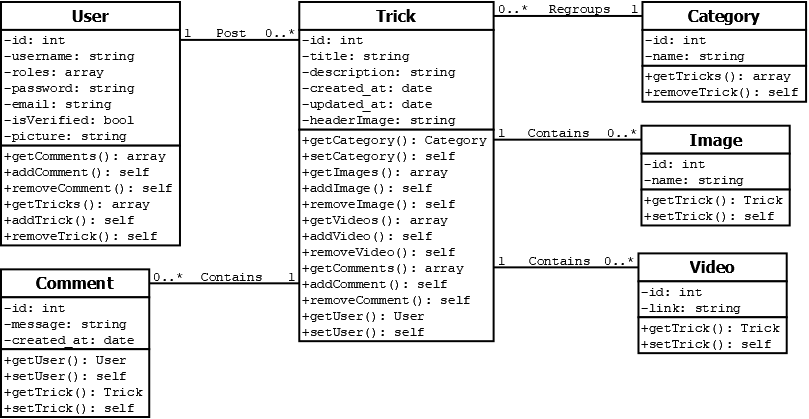 User
-id: int
-username: string
-roles: array
-password: string
-email: string
-isVerified: bool
-picture: string
+getComments(): array
+addComment(): self
+removeComment(): self
+getTricks(): array
+addTrick(): self
+removeTrick(): self
1 Post 0..*
Trick
-id: int
-title: string
-description: string
-created_at: date
-updated_at: date
-headerImage: string
+getCategory(): Category
+setCategory(): self
+getImages(): array
+addImage(): self
+removeImage(): self
+getVideos(): array
+addVideo(): self
+removeVideo(): self
+getComments(): array
+addComment(): self
+removeComment(): self
+getUser(): User
+setUser(): self
0..* Regroups 1
Category
-id: int
-name: string
+getTricks(): array
+removeTrick(): self
1 Contains 0..*
Image
-id: int
-name: string
+getTrick(): Trick
+setTrick(): self
1 Contains 0..*
Video
-id: int
-link: string
+getTrick(): Trick
+setTrick(): self
0..* Contains 1
Comment
-id: int
-message: string
-created_at: date
+getUser(): User
+setUser(): self
+getTrick(): Trick
+setTrick(): self